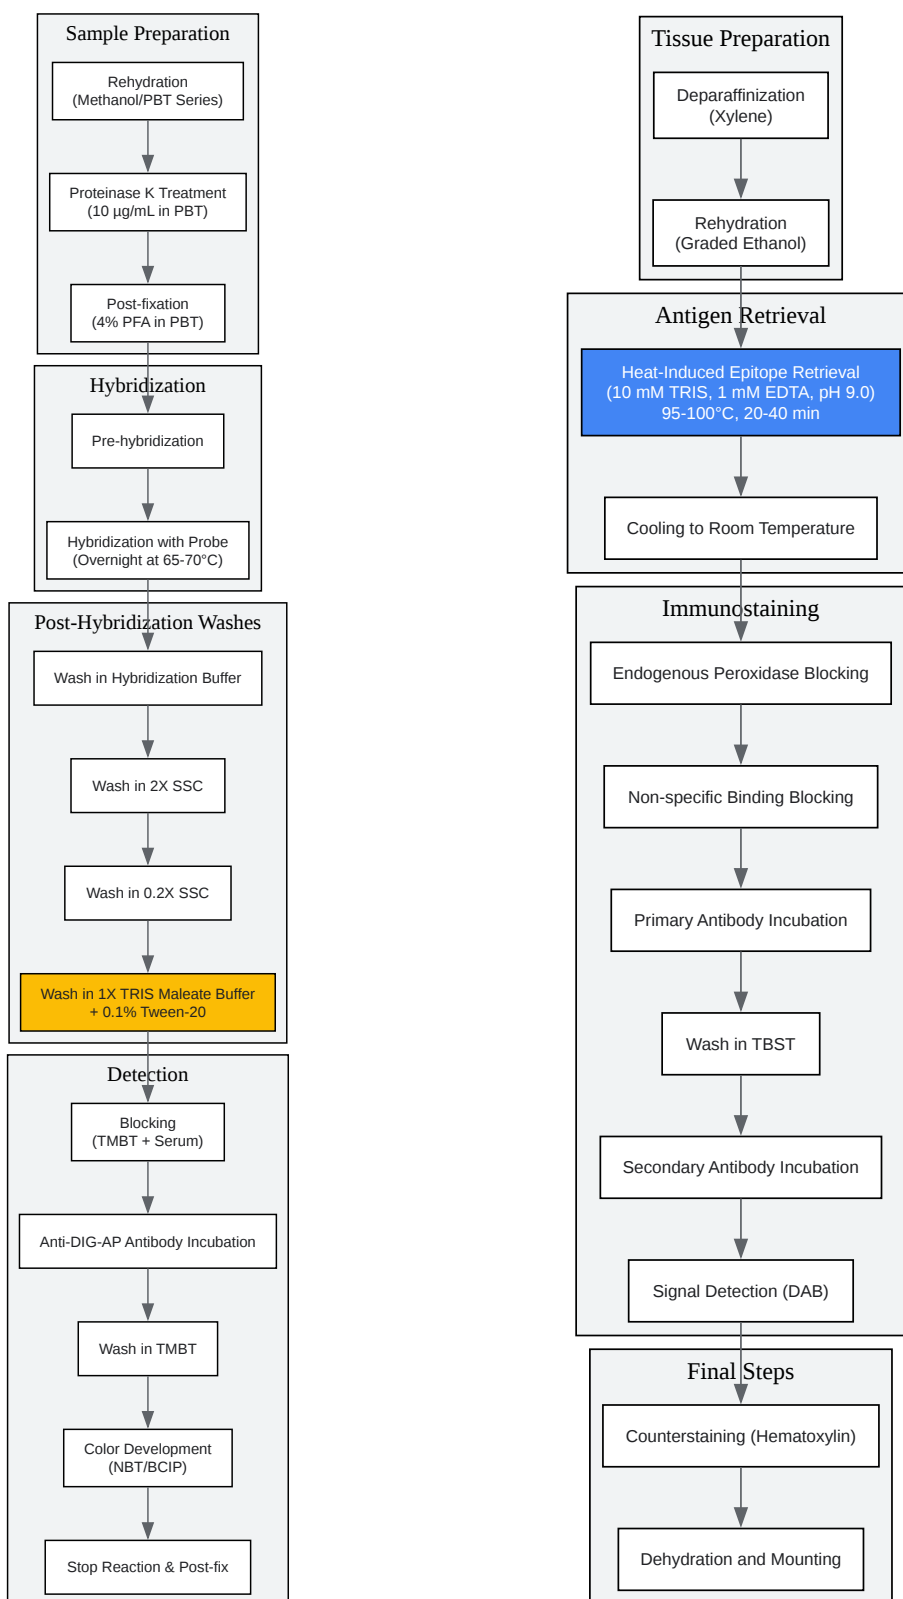 Sample Preparation
Rehydration
(Methanol/PBT Series)
Proteinase K Treatment
(10 µg/mL in PBT)
Post-fixation
(4% PFA in PBT)
Hybridization
Pre-hybridization
Hybridization with Probe
(Overnight at 65-70°C)
Post-Hybridization Washes
Wash in Hybridization Buffer
Wash in 2X SSC
Wash in 0.2X SSC
Wash in 1X TRIS Maleate Buffer
+ 0.1% Tween-20
Detection
Blocking
(TMBT + Serum)
Anti-DIG-AP Antibody Incubation
Wash in TMBT
Color Development
(NBT/BCIP)
Stop Reaction & Post-fix
Tissue Preparation
Deparaffinization
(Xylene)
Rehydration
(Graded Ethanol)
Antigen Retrieval
Heat-Induced Epitope Retrieval
(10 mM TRIS, 1 mM EDTA, pH 9.0)
95-100°C, 20-40 min
Cooling to Room Temperature
Immunostaining
Endogenous Peroxidase Blocking
Non-specific Binding Blocking
Primary Antibody Incubation
Wash in TBST
Secondary Antibody Incubation
Signal Detection (DAB)
Final Steps
Counterstaining (Hematoxylin)
Dehydration and Mounting